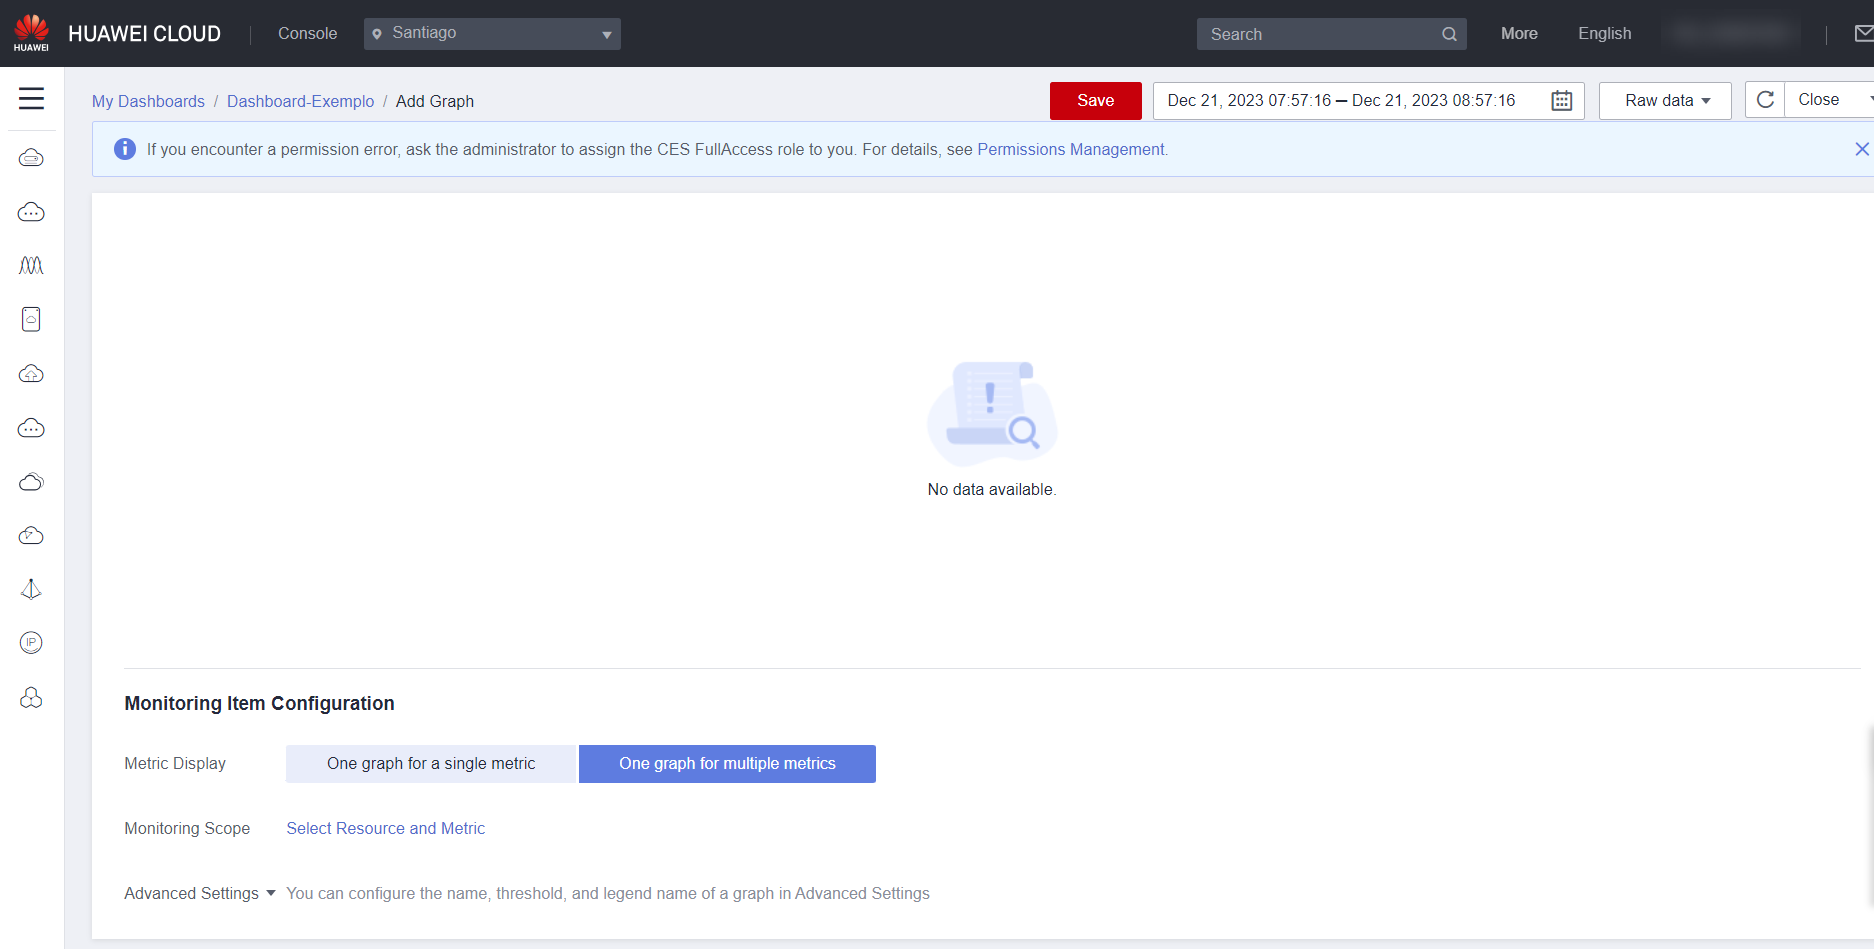 HUAWEI
HUAWEI CLOUD
Console
Santiago
Search
More
English
My Dashboards / Dashboard-Exemplo / Add Graph
Save
Dec 21, 2023 07:57:16 — Dec 21, 2023 08:57:16
Raw data
Close
If you encounter a permission error, ask the administrator to assign the CES FullAccess role to you. For details, see Permissions Management.
No data available.
IP
Monitoring Item Configuration
Metric Display
One graph for a single metric
One graph for multiple metrics
Monitoring Scope
Select Resource and Metric
Advanced Settings
You can configure the name, threshold, and legend name of a graph in Advanced Settings